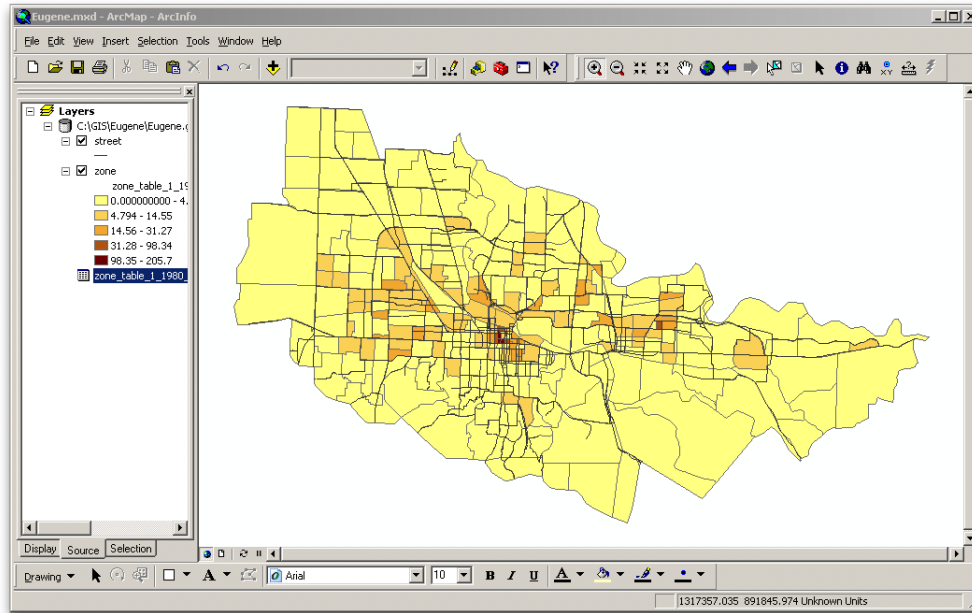 Eugene.mxd - ArcMap - ArcInfo
File Edit View Insert Selection Tools Window Help
Layers
C:\GIS\Eugene\Eugene.g
street
zone
zone_table_1_19
0.000000000 - 4.
4.794 - 14.55
14.56 - 31.27
31.28 - 98.34
98.35 - 205.7
zone_table_1_1980_
Display Source Selection
Drawing A Arial 10 B I U A
1317357.035 891845.974 Unknown Units